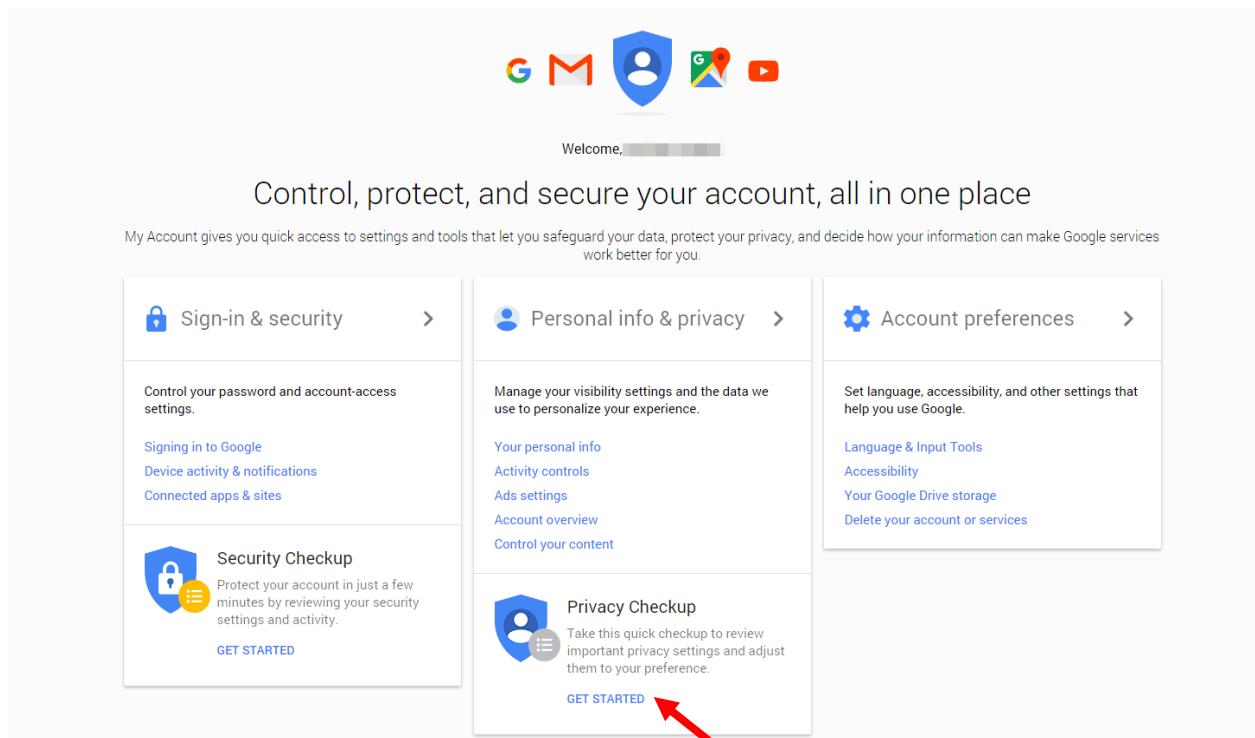 Welcome,
Control, protect, and secure your account, all in one place
My Account gives you quick access to settings and tools that let you safeguard your data, protect your privacy, and decide how your information can make Google services
work better for you.
Sign-in & security
Control your password and account-access
settings.
Signing in to Google
Device activity & notifications
Connected apps & sites
Security Checkup
Protect your account in just a few
minutes by reviewing your security
settings and activity.
GET STARTED
Personal info & privacy
Manage your visibility settings and the data we
use to personalize your experience.
Your personal info
Activity controls
Ads settings
Account overview
Control your content
Privacy Checkup
Take this quick checkup to review
important privacy settings and adjust
them to your preference.
GET STARTED
Account preferences
Set language, accessibility, and other settings that
help you use Google.
Language & Input Tools
Accessibility
Your Google Drive storage
Delete your account or services